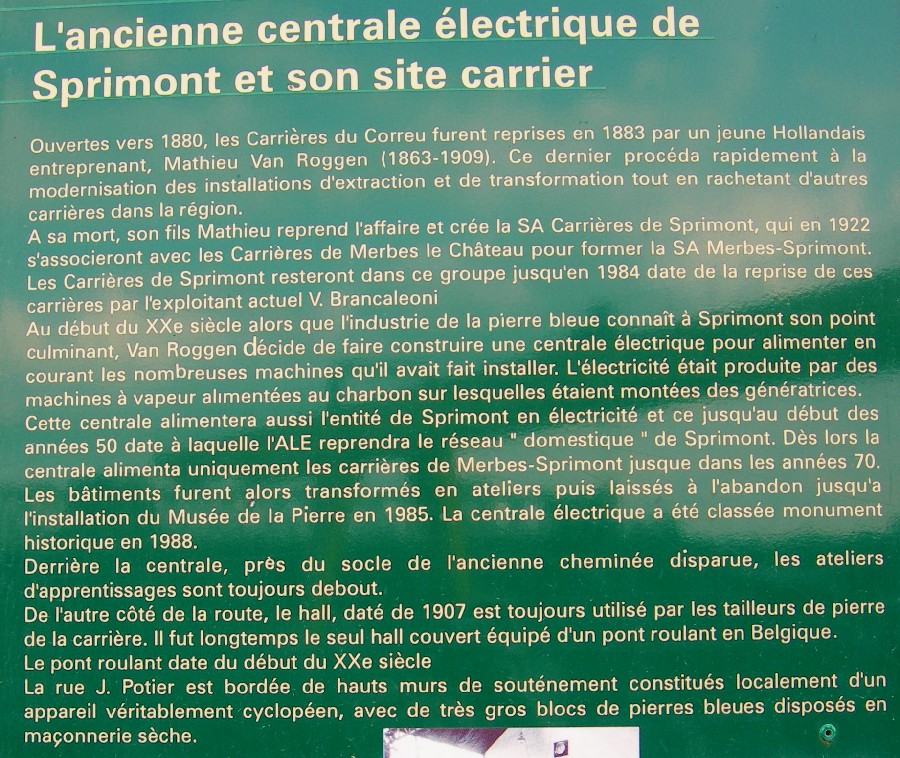 L'ancienne centrale électrique de
Sprimont et son site carrier
Ouvertes vers 1880, les Carrières du Correu furent reprises en 1883 par un jeune Hollandais
entreprenant, Mathieu Van Roggen (1863-1909). Ce dernier procéda rapidement à la
modernisation des installations d'extraction et de transformation tout en rachetant d'autres
carrières dans la région.
A sa mort, son fils Mathieu reprend l'affaire et crée la SA Carrières de Sprimont, qui en 1922
s'associeront avec les Carrières de Merbes le Château pour former la SA Merbes-Sprimont.
Les Carrières de Sprimont resteront dans ce groupe jusqu'en 1984 date de la reprise de ces
carrières par l'exploitant actuel V. Brancaleoni
Au début du XXe siècle alors que l'industrie de la pierre bleue connaît à Sprimont son point
culminant, Van Roggen décide de faire construire une centrale électrique pour alimenter en
courant les nombreuses machines qu'il avait fait installer. L'électricité était produite par des
machines à vapeur alimentées au charbon sur lesquelles étaient montées des génératrices.
Cette centrale alimentera aussi l'entité de Sprimont en électricité et ce jusqu'au début des
années 50 date à laquelle l'ALE reprendra le réseau " domestique " de Sprimont. Dès lors la
centrale alimenta uniquement les carrières de Merbes-Sprimont jusque dans les années 70.
Les bâtiments furent alors transformés en ateliers puis laissés à l'abandon jusqu'a
l'installation du Musée de la Pierre en 1985. La centrale électrique a été classée monument
historique en 1988.
Derrière la centrale, près du socle de l'ancienne cheminée disparue, les ateliers
d'apprentissages sont toujours debout.
De l'autre côté de la route, le hall, daté de 1907 est toujours utilisé par les tailleurs de pierre
de la carrière. Il fut longtemps le seul hall couvert équipé d'un pont roulant en Belgique.
Le pont roulant date du début du XXe siècle
La rue J. Potier est bordée de hauts murs de souténement constitués localement d'un
appareil véritablement cyclopéen, avec de très gros blocs de pierres bleues disposés en
maçonnerie sèche.